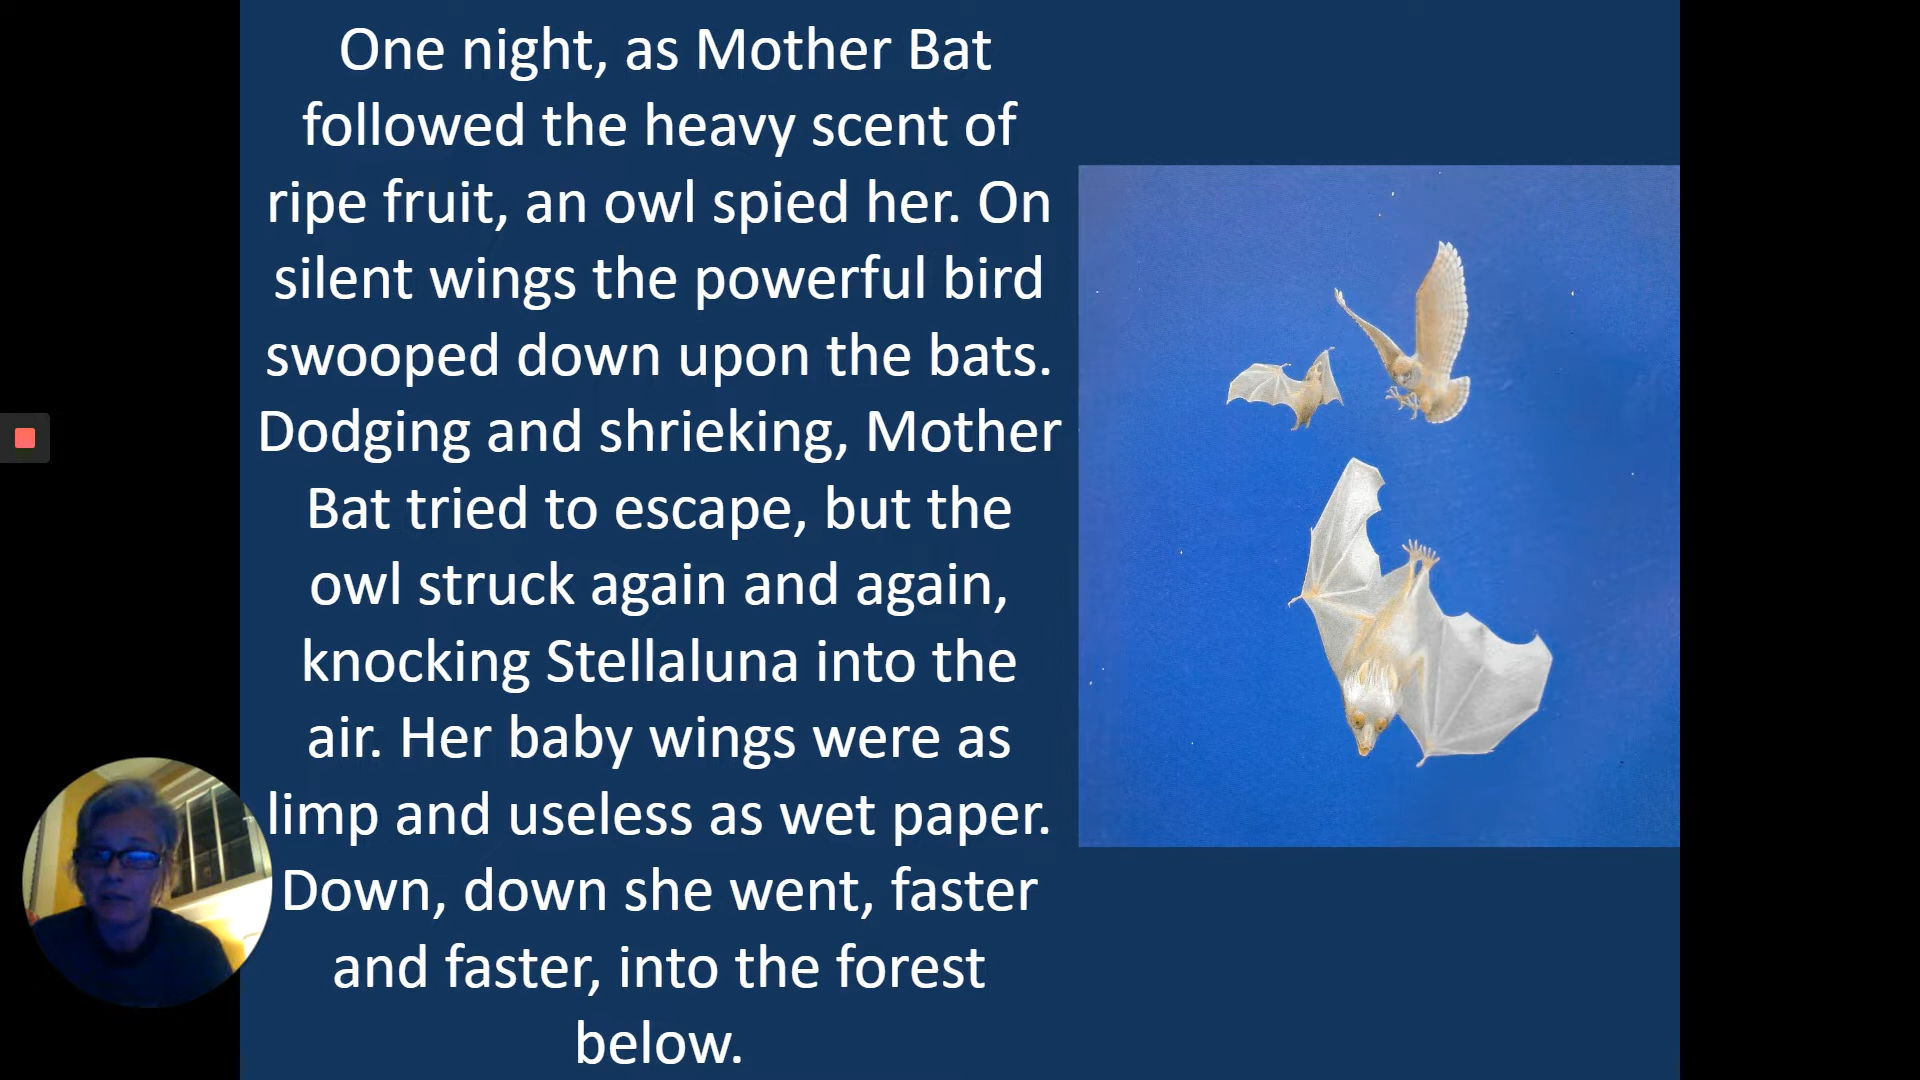 One night, as Mother Bat
followed the heavy scent of
ripe fruit, an owl spied her. On
silent wings the powerful bird
swooped down upon the bats.
Dodging and shrieking, Mother
Bat tried to escape, but the
owl struck again and again,
knocking Stellaluna into the
air. Her baby wings were as
limp and useless as wet paper.
Down, down she went, faster
and faster, into the forest
below.